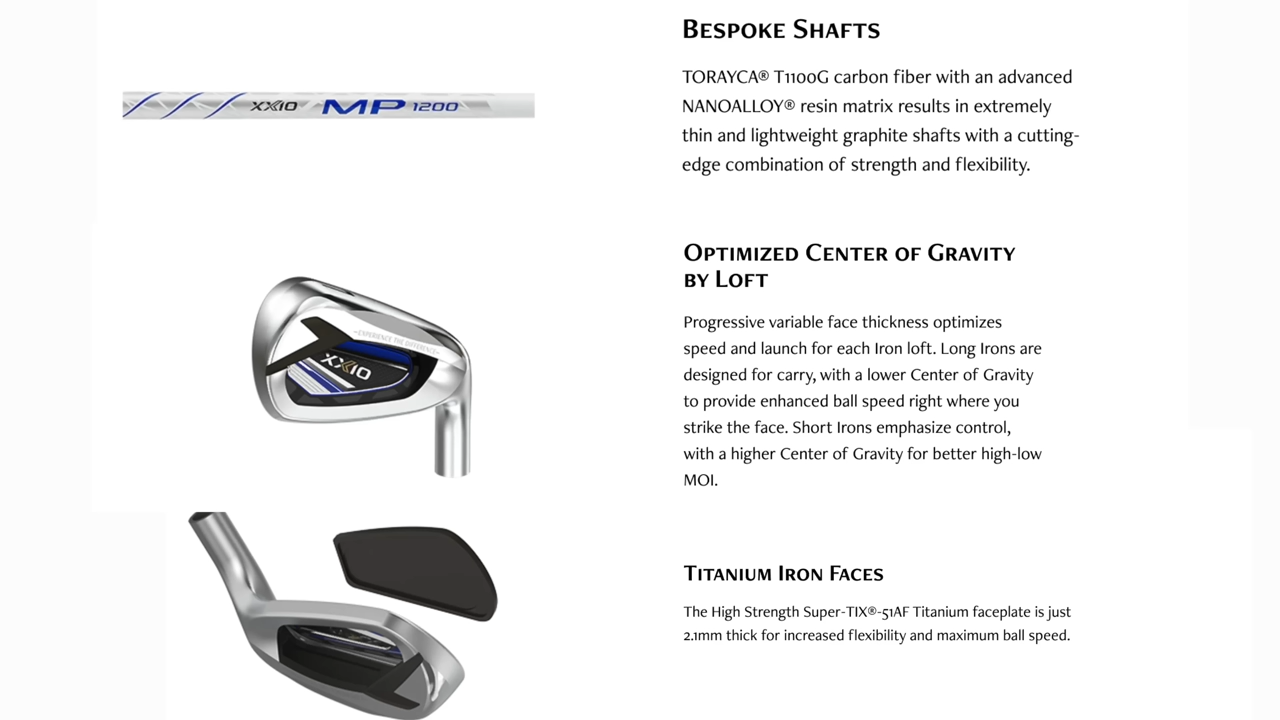 BESPOKE SHAFTS
XXIO MP 1200
TORAYCA® T1100G carbon fiber with an advanced
NANOALLOY® resin matrix results in extremely
thin and lightweight graphite shafts with a cutting-
edge combination of strength and flexibility.
OPTIMIZED CENTER OF GRAVITY
BY LOFT
-EXPERIENCE THE DIFFERENCE-
XXIO
Progressive variable face thickness optimizes
speed and launch for each Iron loft. Long Irons are
designed for carry, with a lower Center of Gravity
to provide enhanced ball speed right where you
strike the face. Short Irons emphasize control,
with a higher Center of Gravity for better high-low
MOI.
TITANIUM IRON FACES
The High Strength Super-TIX®-51AF Titanium faceplate is just
2.1mm thick for increased flexibility and maximum ball speed.